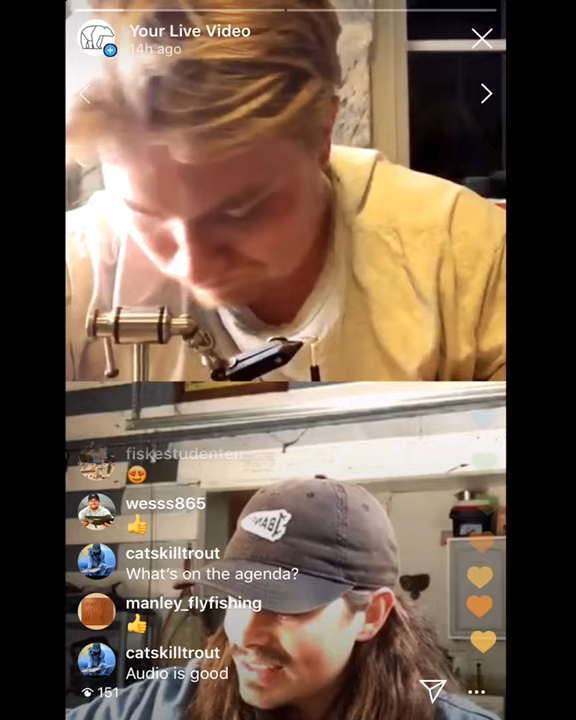 Your Live Video
14h ago
fiskestudenten
wesss865
catskilltrout
What's on the agenda?
manley_flyfishing
catskilltrout
Audio is good
151